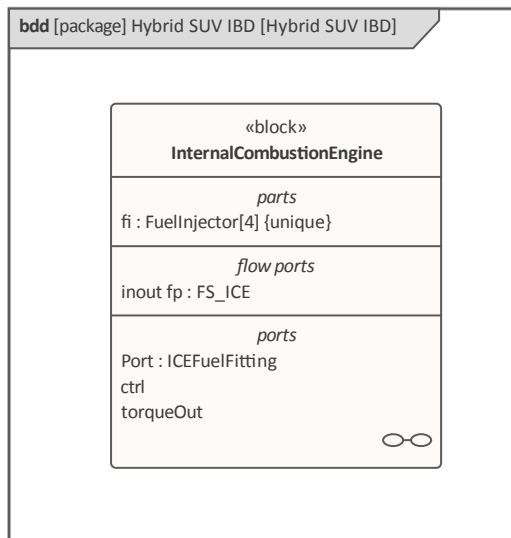 bdd [package] Hybrid SUV IBD [Hybrid SUV IBD]
«block»
InternalCombustionEngine
parts
fi : FuelInjector[4] {unique}
flow ports
inout fp : FS_ICE
ports
Port : ICEFuelFitting
ctrl
torqueOut